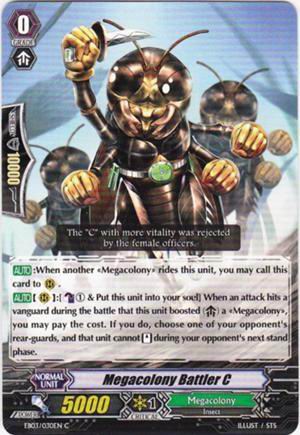 0
GRADE
10000
The "C" with more vitality was rejected
by the female officers.
AUTO:When another «Megacolony» rides this unit, you may call this
card to .
AUTO[ ]:[ 1 & Put this unit into your soul] When an attack hits a
vanguard during the battle that this unit boosted ( ) a «Megacolony»,
you may pay the cost. If you do, choose one of your opponent's
rear-guards, and that unit cannot during your opponent's next
stand phase.
NORMAL
UNIT
Megacolony Battler C
POWER
5000
1
CRITICAL
Megacolony
Insect
EB03/030EN C
ILLUST / STS